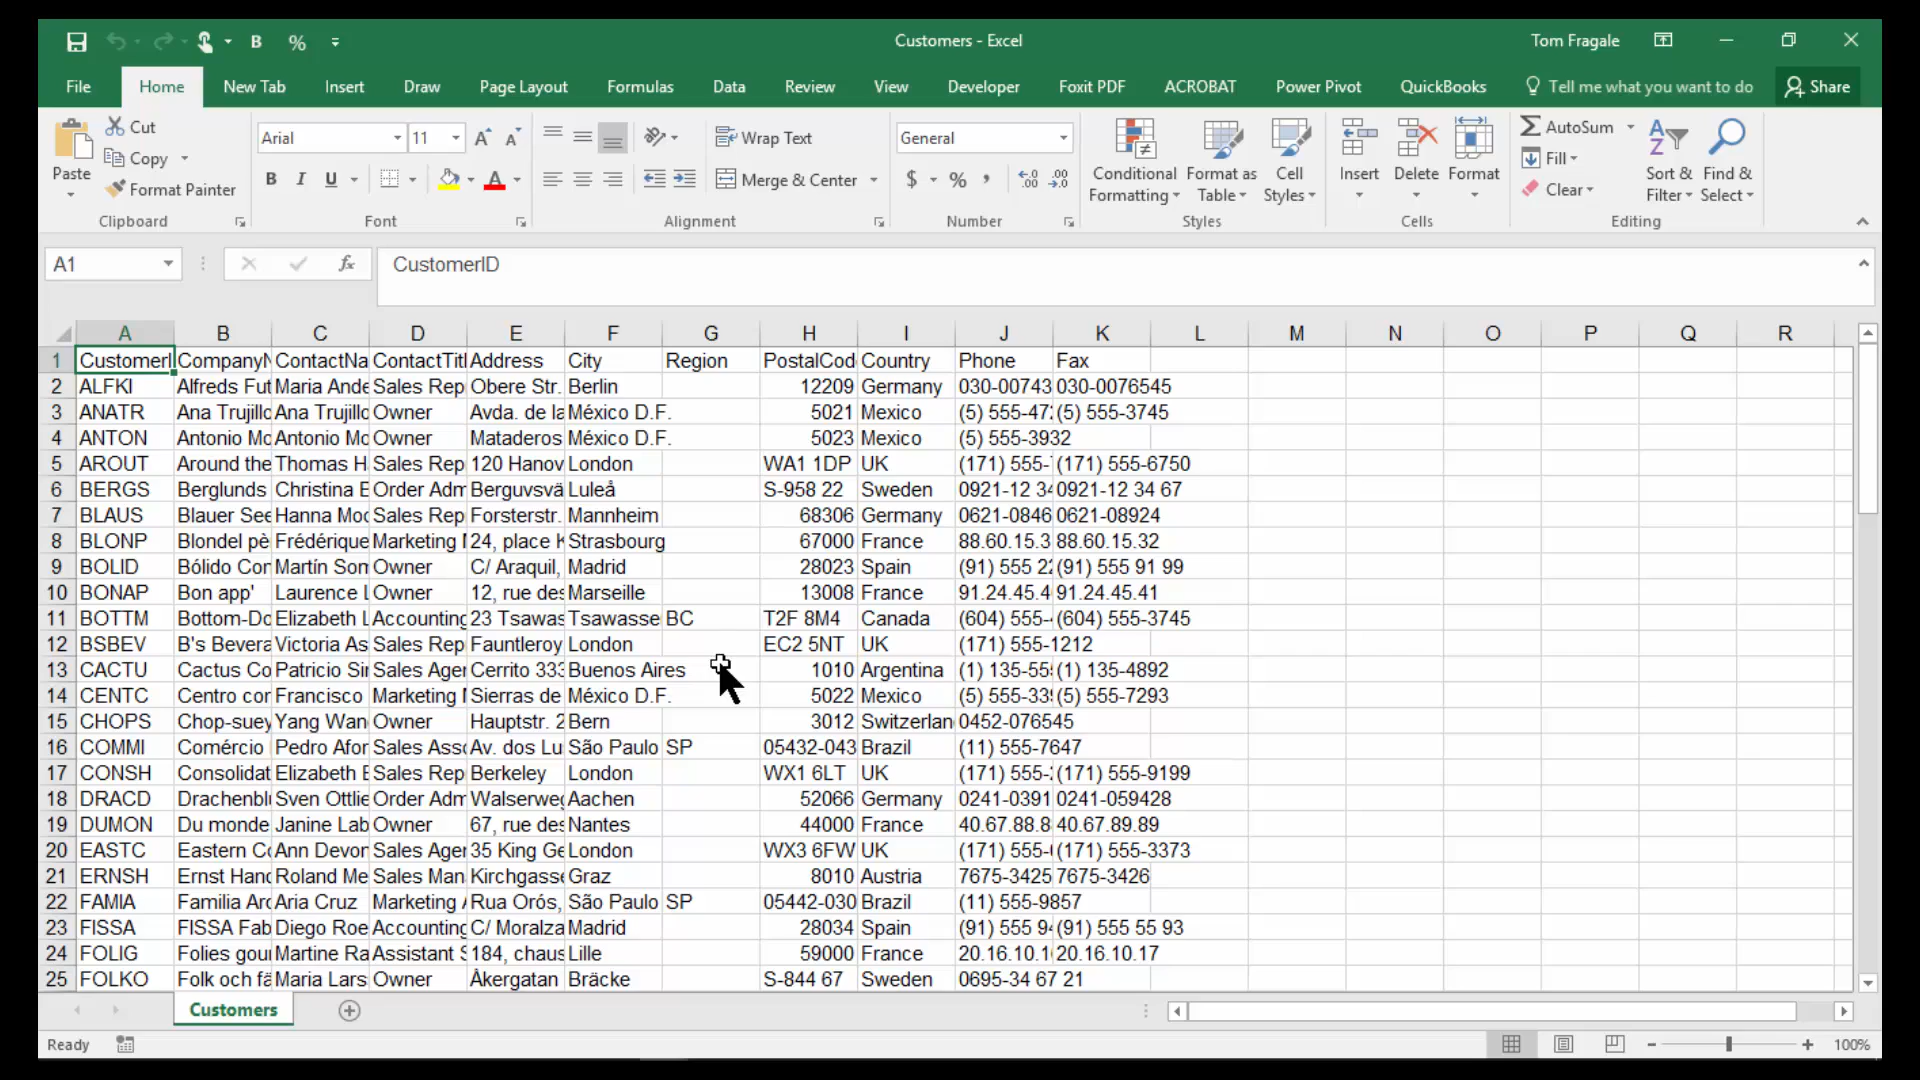 B % Customers - Excel Tom Fragale
File Home New Tab Insert Draw Page Layout Formulas Data Review View Developer Foxit PDF ACROBAT Power Pivot QuickBooks Tell me what you want to do Share
Paste Cut Copy Format Painter Clipboard
Arial 11 B I U Font
Wrap Text Merge & Center Alignment
General $ % , Number
Conditional Formatting Format as Table Cell Styles Styles
Insert Delete Format Cells
AutoSum Fill Clear Sort & Filter Find & Select Editing
A1 fx CustomerID
A B C D E F G H I J K L M N O P Q R
1 CustomerI CompanyN ContactNa ContactTitl Address City Region PostalCod Country Phone Fax
2 ALFKI Alfreds Fut Maria Ande Sales Rep Obere Str. Berlin 12209 Germany 030-00743 030-0076545
3 ANATR Ana Trujillo Ana Trujillo Owner Avda. de la México D.F. 5021 Mexico (5) 555-47 (5) 555-3745
4 ANTON Antonio Mo Antonio Mo Owner Mataderos México D.F. 5023 Mexico (5) 555-3932
5 AROUT Around the Thomas H Sales Rep 120 Hanov London WA1 1DP UK (171) 555- (171) 555-6750
6 BERGS Berglunds Christina B Order Adm Berguvsvä Luleå S-958 22 Sweden 0921-12 34 0921-12 34 67
7 BLAUS Blauer See Hanna Moo Sales Rep Forsterstr. Mannheim 68306 Germany 0621-0846 0621-08924
8 BLONP Blondel pè Frédérique Marketing 24, place K Strasbourg 67000 France 88.60.15.3 88.60.15.32
9 BOLID Bólido Com Martín Som Owner C/ Araquil, Madrid 28023 Spain (91) 555 22 (91) 555 91 99
10 BONAP Bon app' Laurence L Owner 12, rue des Marseille 13008 France 91.24.45.4 91.24.45.41
11 BOTTM Bottom-Do Elizabeth L Accounting 23 Tsawas Tsawasse BC T2F 8M4 Canada (604) 555-4 (604) 555-3745
12 BSBEV B's Bevera Victoria As Sales Rep Fauntleroy London EC2 5NT UK (171) 555-1212
13 CACTU Cactus Co Patricio Sim Sales Agen Cerrito 333 Buenos Aires 1010 Argentina (1) 135-555 (1) 135-4892
14 CENTC Centro con Francisco Marketing Sierras de México D.F. 5022 Mexico (5) 555-339 (5) 555-7293
15 CHOPS Chop-suey Yang Wan Owner Hauptstr. 2 Bern 3012 Switzerlan 0452-076545
16 COMMI Comércio Pedro Afon Sales Asso Av. dos Lu São Paulo SP 05432-043 Brazil (11) 555-7647
17 CONSH Consolidat Elizabeth B Sales Rep Berkeley London WX1 6LT UK (171) 555-2 (171) 555-9199
18 DRACD Drachenbl Sven Ottlie Order Adm Walserweg Aachen 52066 Germany 0241-0391 0241-059428
19 DUMON Du monde Janine Lab Owner 67, rue des Nantes 44000 France 40.67.88.8 40.67.89.89
20 EASTC Eastern Co Ann Devon Sales Agen 35 King Ge London WX3 6FW UK (171) 555- (171) 555-3373
21 ERNSH Ernst Hand Roland Me Sales Man Kirchgasse Graz 8010 Austria 7675-3425 7675-3426
22 FAMIA Familia Arq Aria Cruz Marketing A Rua Orós, São Paulo SP 05442-030 Brazil (11) 555-9857
23 FISSA FISSA Fab Diego Roe Accounting C/ Moralza Madrid 28034 Spain (91) 555 94 (91) 555 55 93
24 FOLIG Folies gour Martine Ra Assistant S 184, chaus Lille 59000 France 20.16.10.1 20.16.10.17
25 FOLKO Folk och fä Maria Lars Owner Åkergatan Bräcke S-844 67 Sweden 0695-34 67 21
Customers
Ready 100%